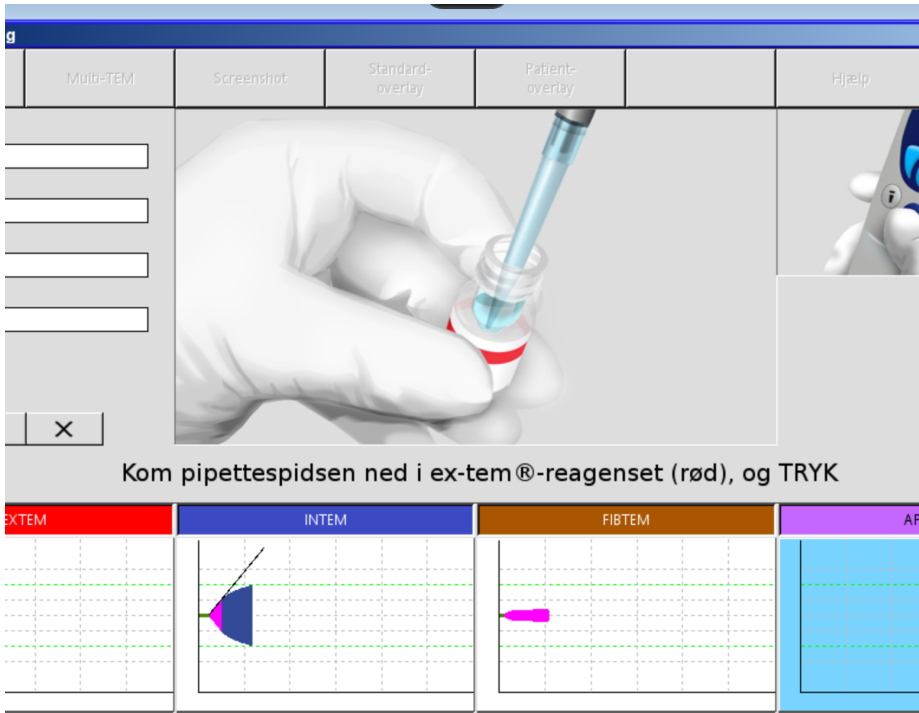 g
Multi-TEM
Screenshot
Standard-
overlay
Patient-
overlay
Hjælp
i
X
Kom pipettespidsen ned i ex-tem®-reagenset (rød), og TRYK
EXTEM
INTEM
FIBTEM
AP